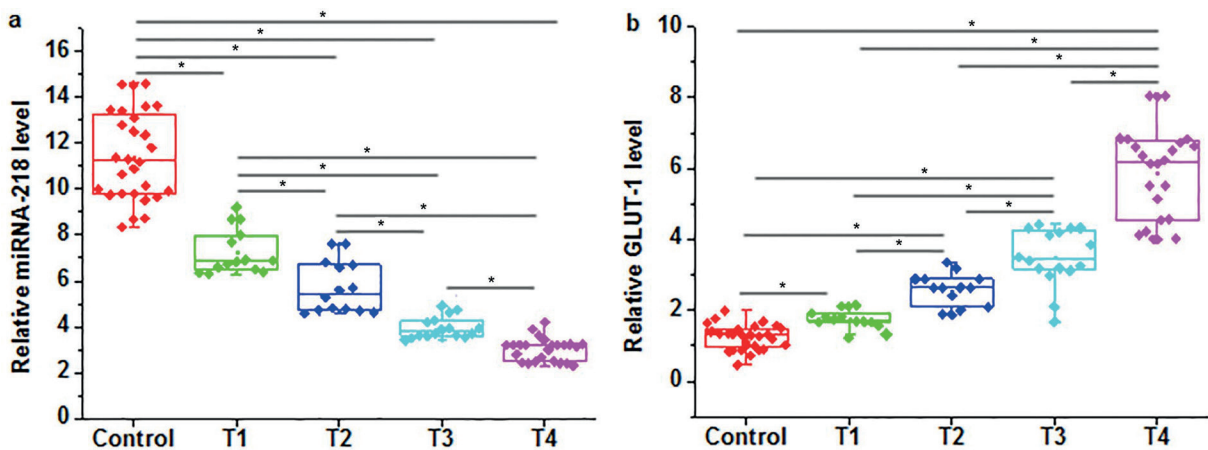 a
Relative miRNA-218 level
16
14
12
10
8
6
4
2
0
* * * *
* * *
* *
*
Control T1 T2 T3 T4
b
Relative GLUT-1 level
10
8
6
4
2
0
* * * *
* * *
* *
*
Control T1 T2 T3 T4